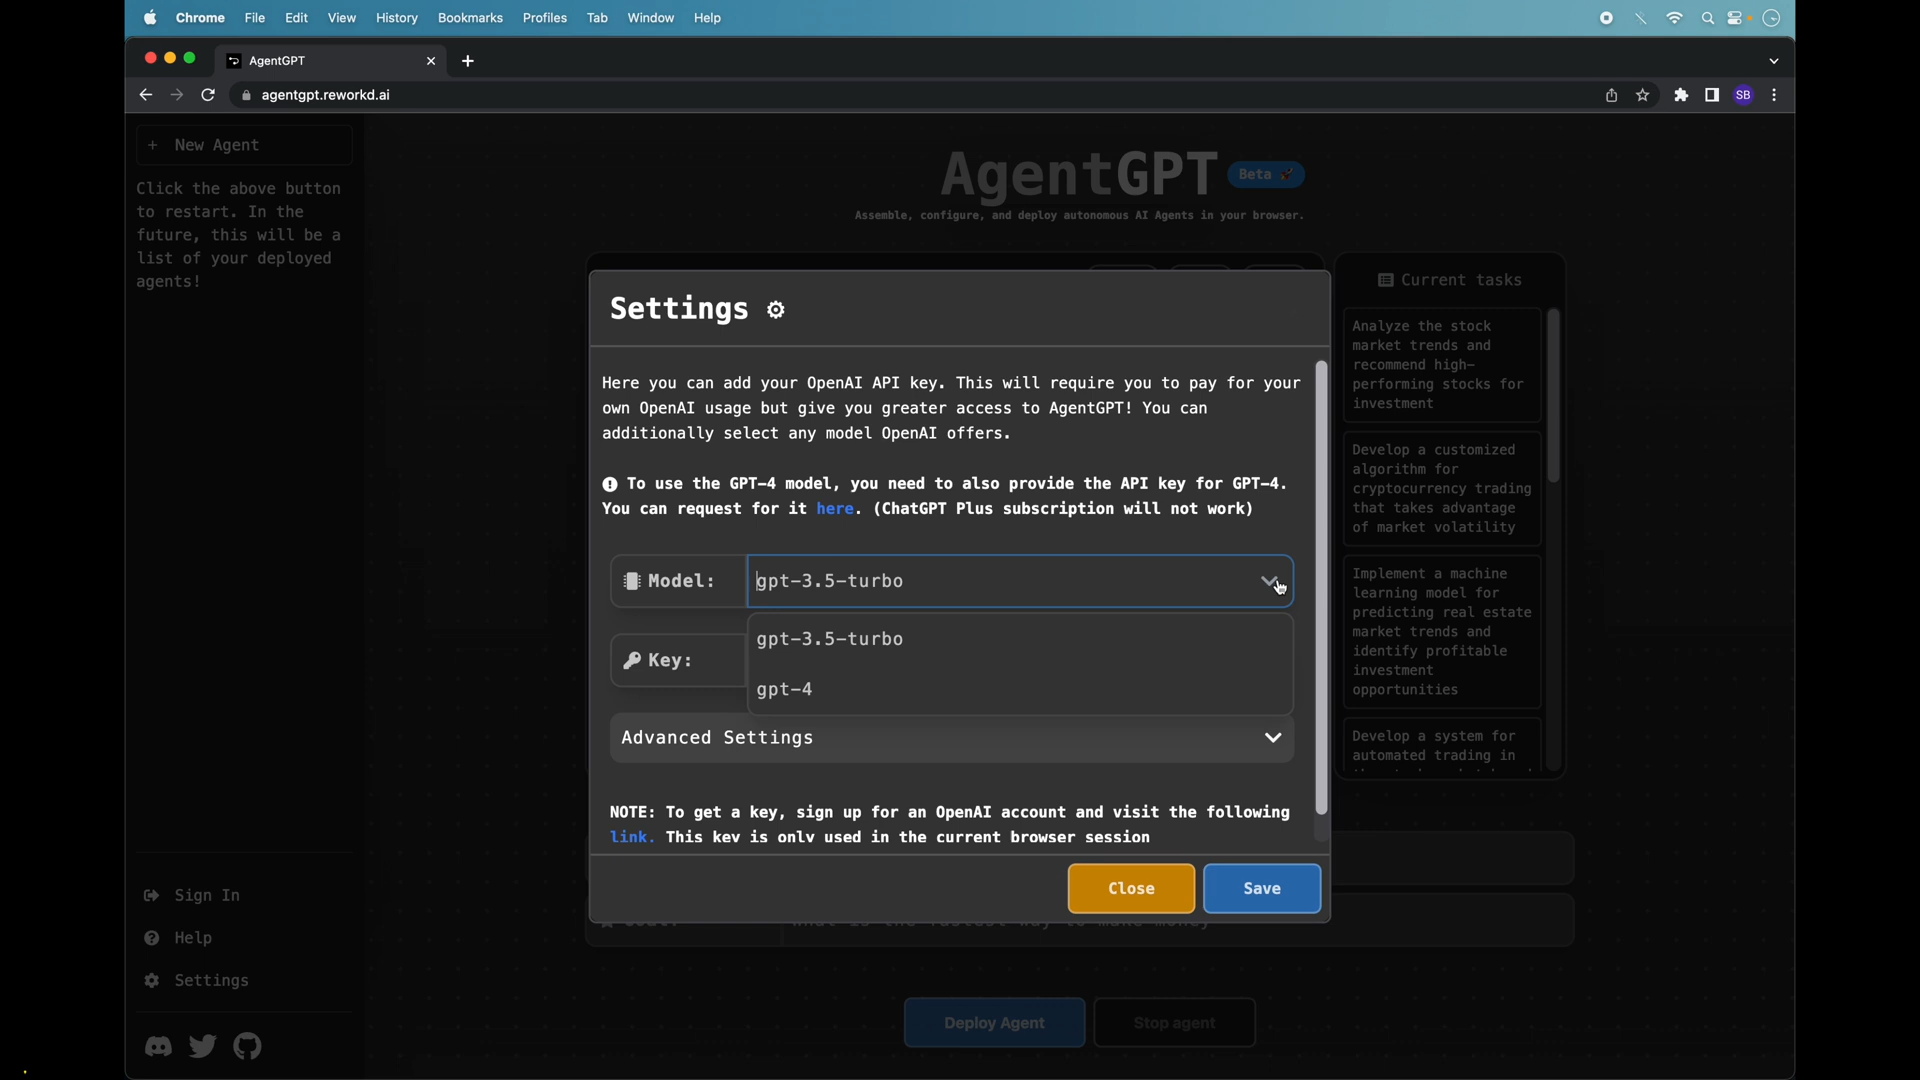 Chrome File Edit View History Bookmarks Profiles Tab Window Help
AgentGPT
agentgpt.reworkd.ai
SB
+ New Agent
Click the above button
to restart. In the
future, this will be a
list of your deployed
agents!
AgentGPT Beta
Assemble, configure, and deploy autonomous AI Agents in your browser.
Settings
Here you can add your OpenAI API key. This will require you to pay for your
own OpenAI usage but give you greater access to AgentGPT! You can
additionally select any model OpenAI offers.
To use the GPT-4 model, you need to also provide the API key for GPT-4.
You can request for it here. (ChatGPT Plus subscription will not work)
Model: gpt-3.5-turbo
gpt-3.5-turbo
Key:
gpt-4
Advanced Settings
NOTE: To get a key, sign up for an OpenAI account and visit the following
link. This key is only used in the current browser session
Close Save
what is the fastest way to make money
Current tasks
Analyze the stock
market trends and
recommend high-
performing stocks for
investment
Develop a customized
algorithm for
cryptocurrency trading
that takes advantage
of market volatility
Implement a machine
learning model for
predicting real estate
market trends and
identify profitable
investment
opportunities
Develop a system for
automated trading in
Sign In
Help
Settings
Deploy Agent Stop agent